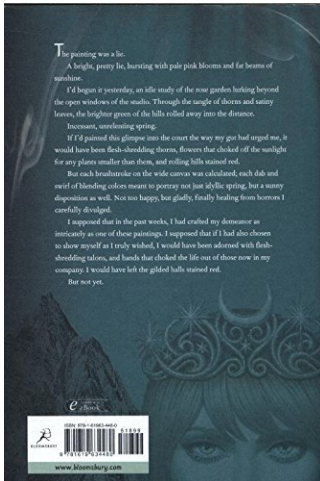 The painting was a lie.
A bright, pretty lie, bursting with pale pink blooms and fat beams of
sunshine.
I'd begun it yesterday, an idle study of the rose garden lurking beyond
the open windows of the studio. Through the tangle of thorns and satiny
leaves, the brighter green of the hills rolled away into the distance.
Incessant, unrelenting spring.
If I'd painted this glimpse into the court the way my gut had urged me, it
would have been flesh-shredding thorns, flowers that choked off the sunlight
for any plants smaller than them, and rolling hills stained red.
But each brushstroke on the wide canvas was calculated; each dab and
swirl of blending colors meant to portray not just idyllic spring, but a sunny
disposition as well. Not too happy, but gladly, finally healing from horrors I
carefully divulged.
I supposed that in the past weeks, I had crafted my demeanor as
intricately as one of these paintings. I supposed that if I had also chosen
to show myself as I truly wished, I would have been adorned with flesh-
shredding talons, and hands that choked the life out of those now in my
company. I would have left the gilded halls stained red.
But not yet.
e
eBook
ISBN 978-1-61963-448-0
51899
9 781619 634480
BLOOMSBURY
www.bloomsbury.com